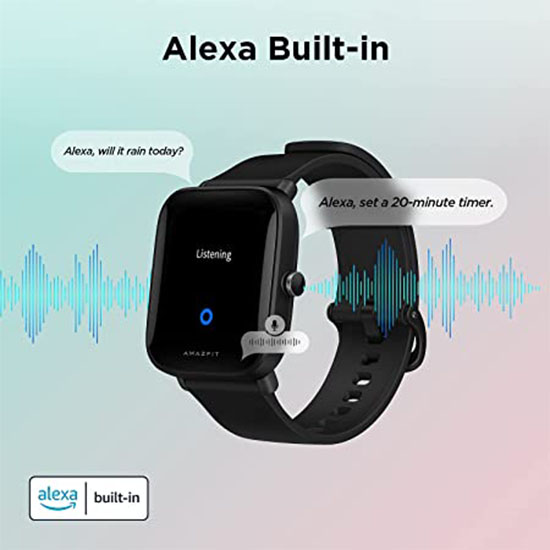 Alexa Built-in
Alexa, will it rain today?
Alexa, set a 20-minute timer.
Listening
AMAZFIT
alexa | built-in